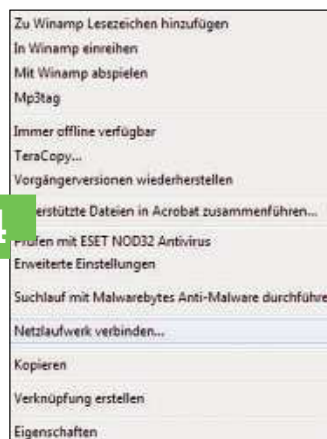 Zu Winamp Lesezeichen hinzufügen
In Winamp einreihen
Mit Winamp abspielen
Mp3tag
Immer offline verfügbar
TeraCopy...
Vorgängerversionen wiederherstellen
4
erstützte Dateien in Acrobat zusammenführen...
Prüfen mit ESET NOD32 Antivirus
Erweiterte Einstellungen
Suchlauf mit Malwarebytes Anti-Malware durchführe
Netzlaufwerk verbinden...
Kopieren
Verknüpfung erstellen
Eigenschaften